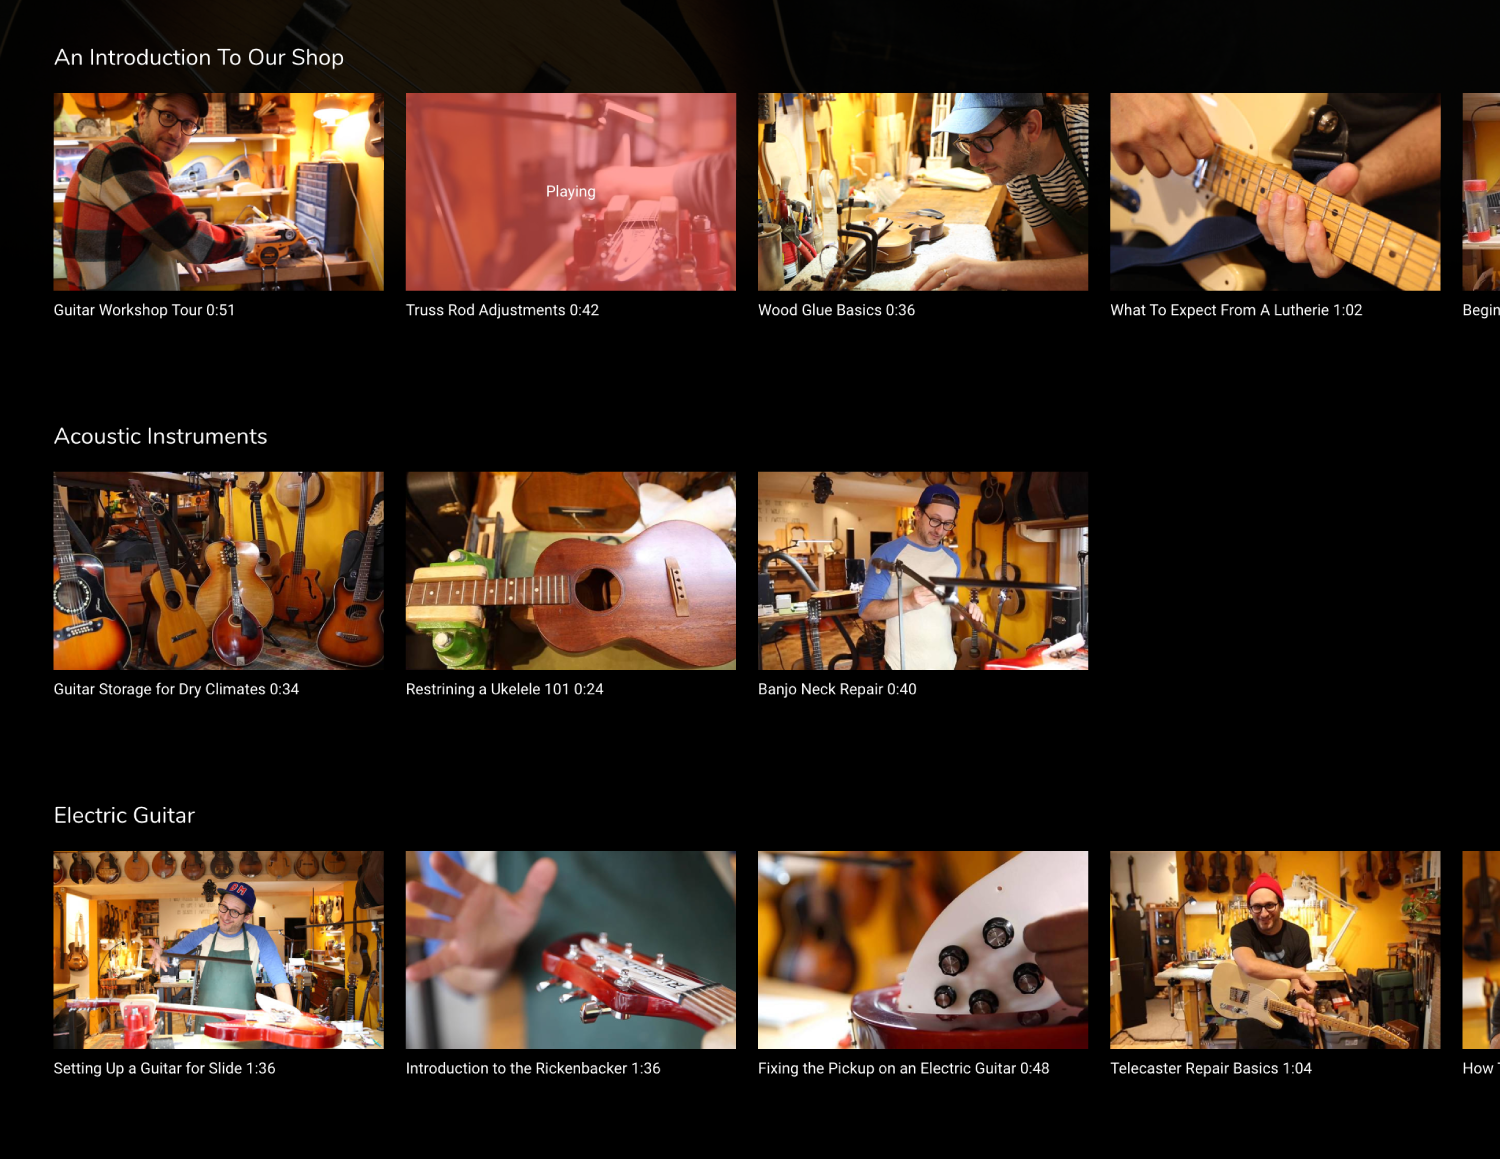 An Introduction To Our Shop
Playing
Guitar Workshop Tour 0:51
Truss Rod Adjustments 0:42
Wood Glue Basics 0:36
What To Expect From A Lutherie 1:02
Begin
Acoustic Instruments
Guitar Storage for Dry Climates 0:34
Restrining a Ukelele 101 0:24
Banjo Neck Repair 0:40
Electric Guitar
Setting Up a Guitar for Slide 1:36
Introduction to the Rickenbacker 1:36
Fixing the Pickup on an Electric Guitar 0:48
Telecaster Repair Basics 1:04
How